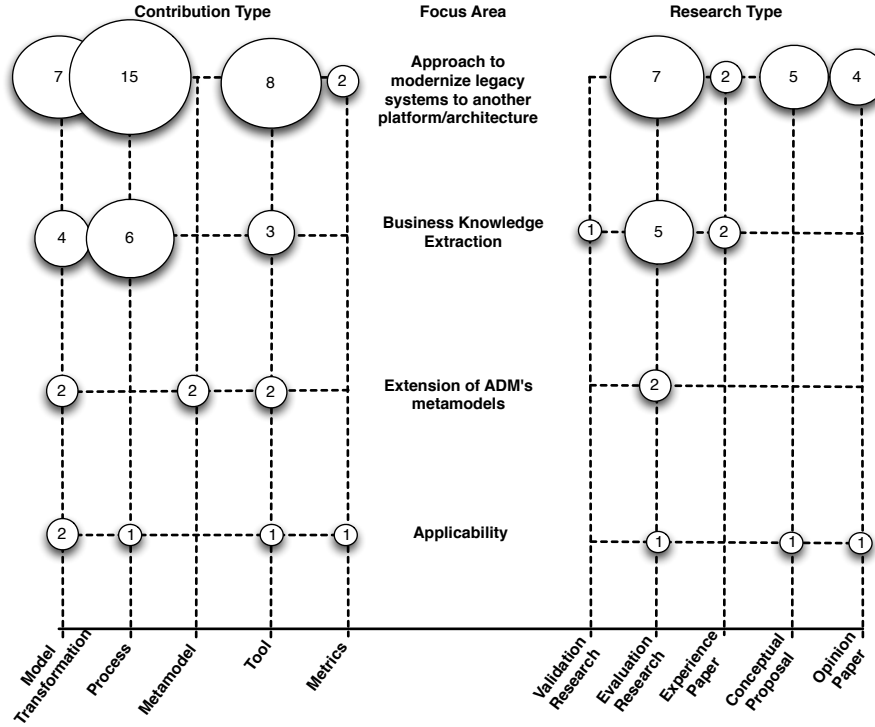 Contribution Type
Focus Area
Research Type
7
15
8
2
Approach to
modernize legacy
systems to another
platform/architecture
7
2
5
4
4
6
3
Business Knowledge
Extraction
1
5
2
2
2
2
Extension of ADM's
metamodels
2
2
1
1
1
Applicability
1
1
1
Model
Transformation
Process
Metamodel
Tool
Metrics
Validation
Research
Evaluation
Research
Experience
Paper
Conceptual
Proposal
Opinion
Paper